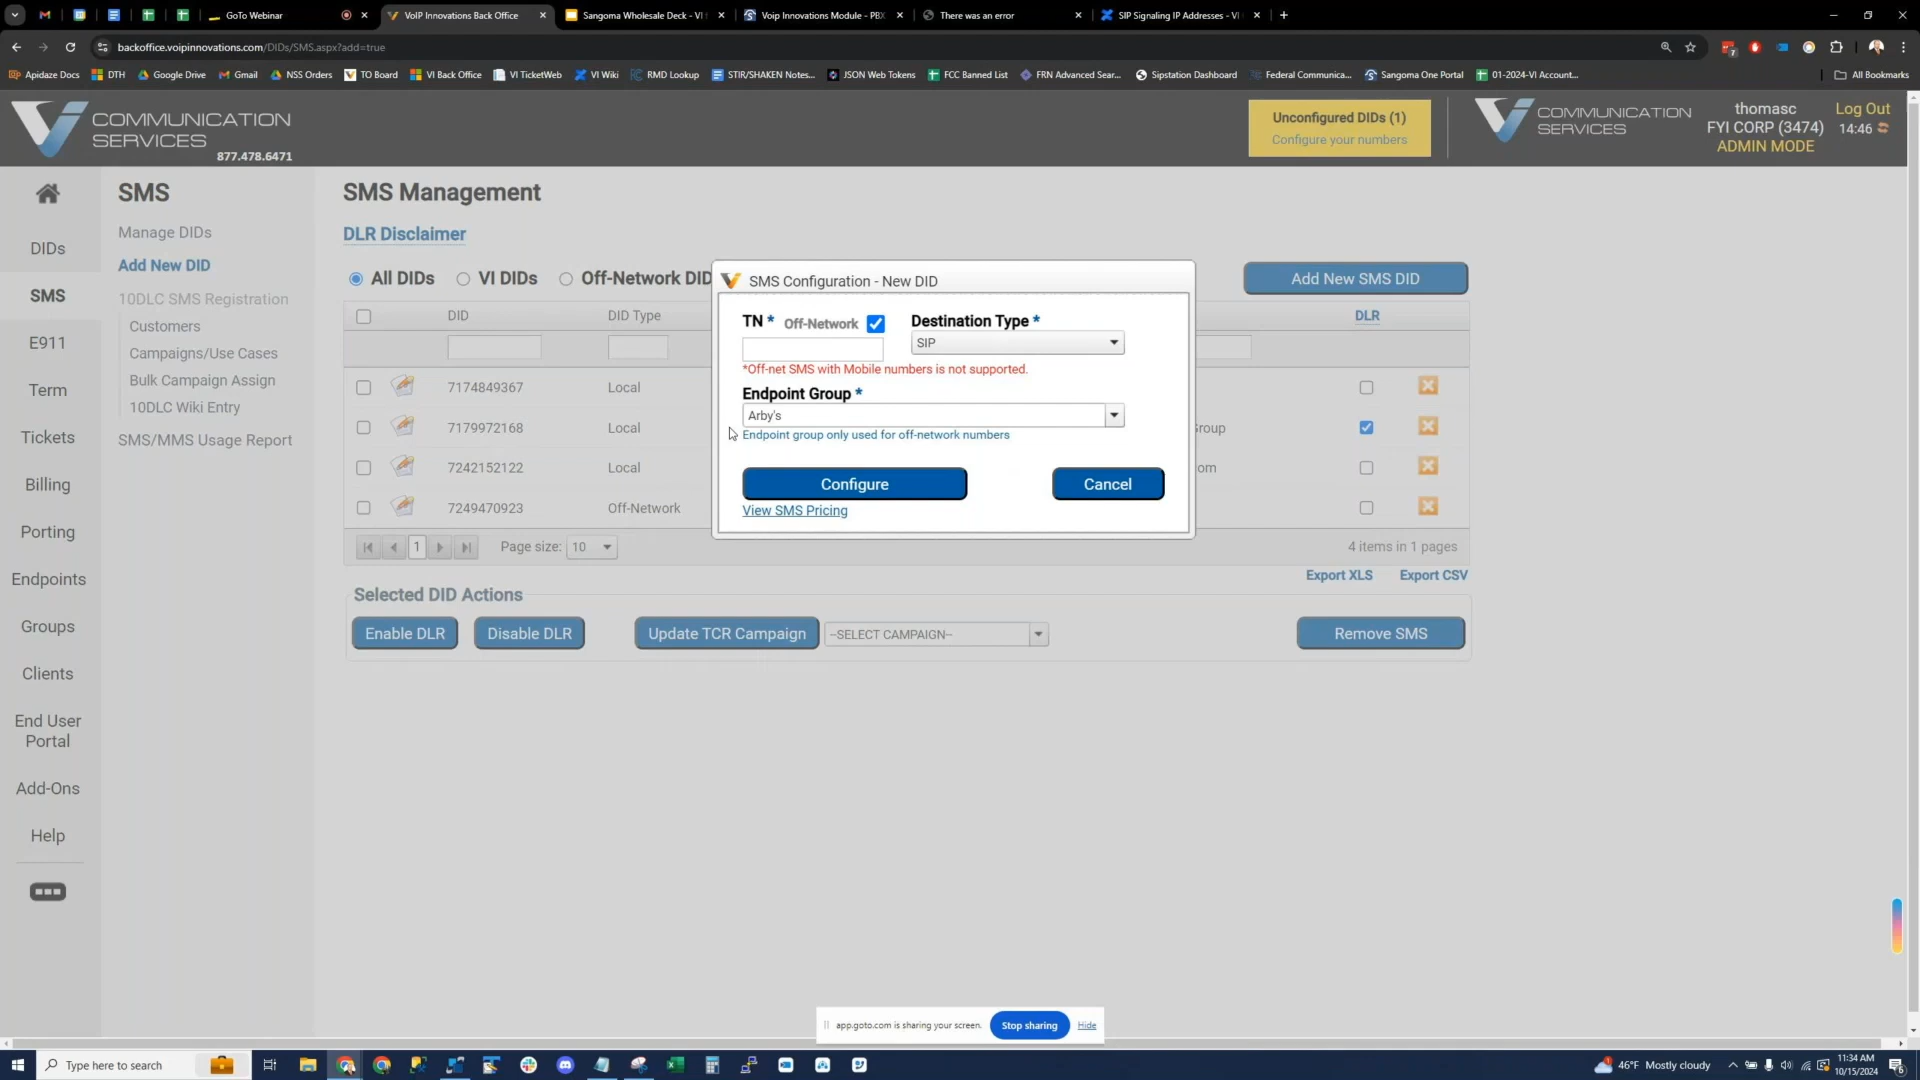 GoTo Webinar
VoIP Innovations Back Office
Sangoma Wholesale Deck - VI
Voip Innovations Module - PBX
There was an error
SIP Signaling IP Addresses - VI
backoffice.voipinnovations.com/DIDs/SMS.aspx?add=true
Apidaze Docs
DTH
Google Drive
Gmail
NSS Orders
TO Board
VI Back Office
VI TicketWeb
VI Wiki
RMD Lookup
STIR/SHAKEN Notes...
JSON Web Tokens
FCC Banned List
FRN Advanced Sear...
Sipstation Dashboard
Federal Communica...
Sangoma One Portal
01-2024-VI Account...
All Bookmarks
COMMUNICATION
SERVICES
877.478.6471
Unconfigured DIDs (1)
Configure your numbers
COMMUNICATION
SERVICES
thomasc
FYI CORP (3474)
ADMIN MODE
Log Out
14:46
DIDs
SMS
E911
Term
Tickets
Billing
Porting
Endpoints
Groups
Clients
End User
Portal
Add-Ons
Help
SMS
Manage DIDs
Add New DID
10DLC SMS Registration
Customers
Campaigns/Use Cases
Bulk Campaign Assign
10DLC Wiki Entry
SMS/MMS Usage Report
SMS Management
DLR Disclaimer
All DIDs
VI DIDs
Off-Network DID
Add New SMS DID
DID
DID Type
DLR
7174849367 Local
7179972168 Local
roup
7242152122 Local
om
7249470923 Off-Network
1
Page size: 10
4 items in 1 pages
Export XLS
Export CSV
Selected DID Actions
Enable DLR
Disable DLR
Update TCR Campaign
--SELECT CAMPAIGN--
Remove SMS
SMS Configuration - New DID
TN *
Off-Network
Destination Type *
SIP
*Off-net SMS with Mobile numbers is not supported.
Endpoint Group *
Arby's
Endpoint group only used for off-network numbers
Configure
Cancel
View SMS Pricing
app.goto.com is sharing your screen.
Stop sharing
Hide
Type here to search
46°F Mostly cloudy
11:34 AM
10/15/2024